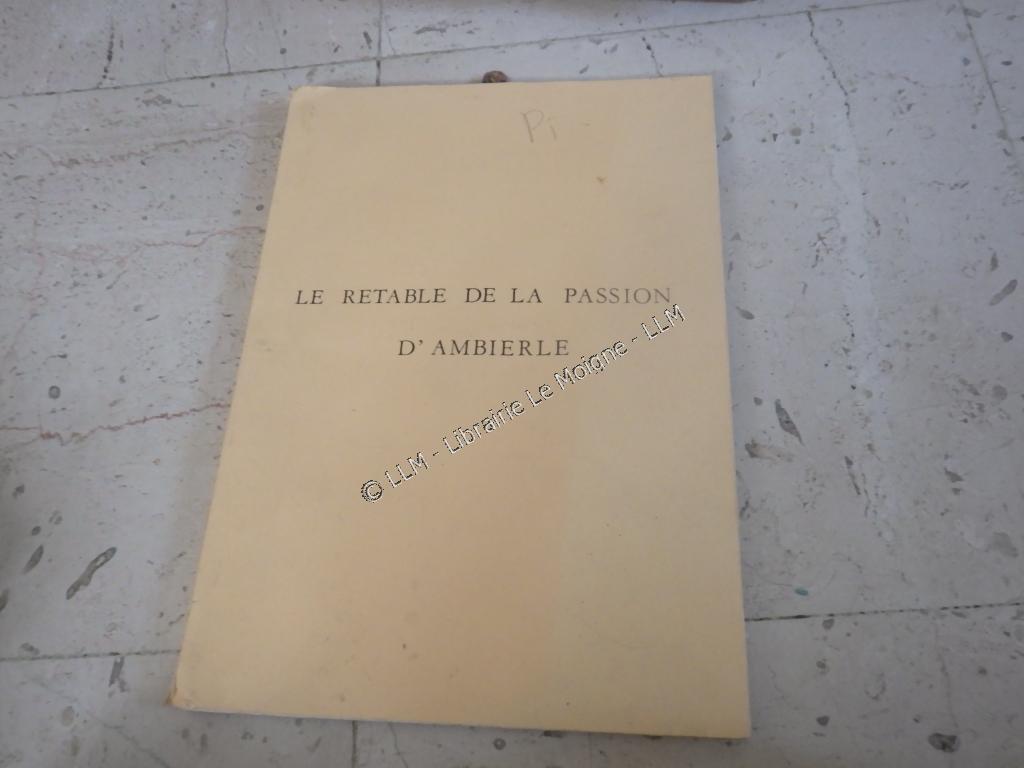 Pi -
LE RETABLE DE LA PASSION
D'AMBIERLE
© LLM - Librairie Le Moigne - LLM